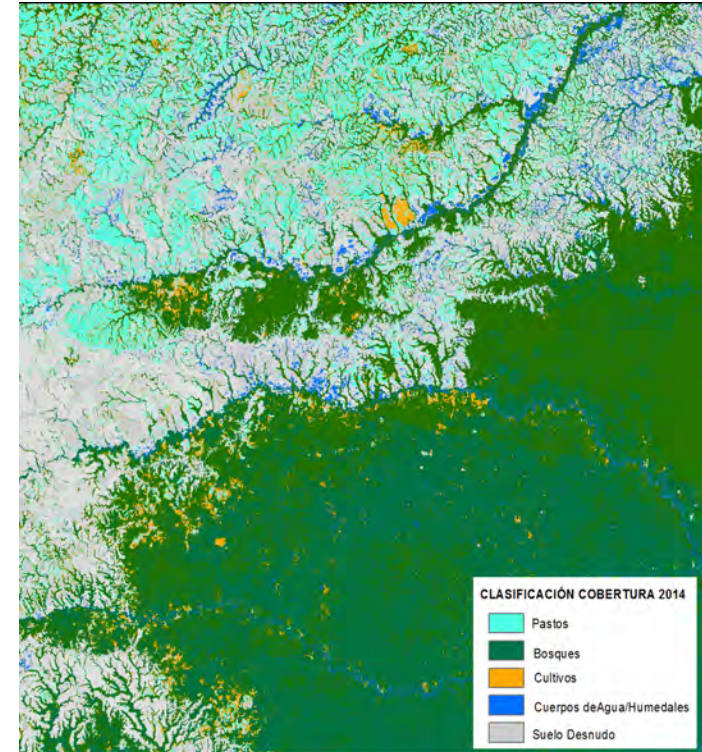 CLASIFICACIÓN COBERTURA 2014
Pastos
Bosques
Cultivos
Cuerpos deAgua/Humedales
Suelo Desnudo